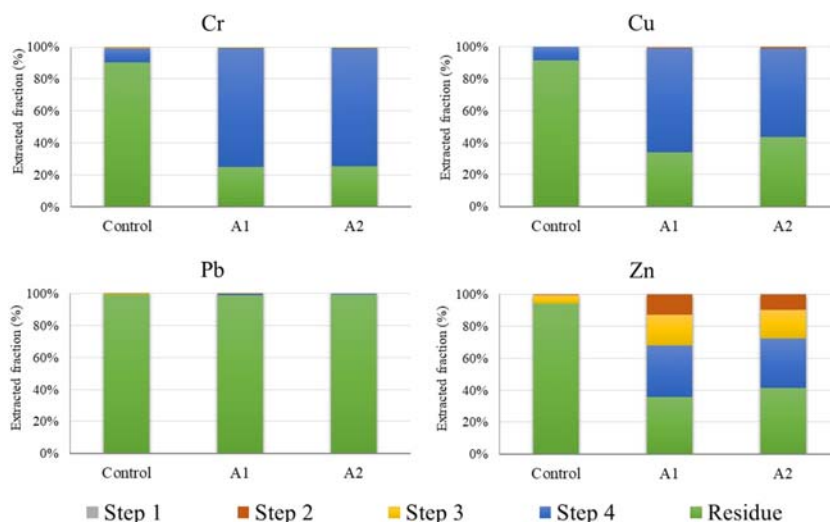 Cr
Extracted fraction (%)
100%
80%
60%
40%
20%
0%
Control A1 A2
Cu
Extracted fraction (%)
100%
80%
60%
40%
20%
0%
Control A1 A2
Pb
Extracted fraction (%)
100%
80%
60%
40%
20%
0%
Control A1 A2
Zn
Extracted fraction (%)
100%
80%
60%
40%
20%
0%
Control A1 A2
Step 1 Step 2 Step 3 Step 4 Residue